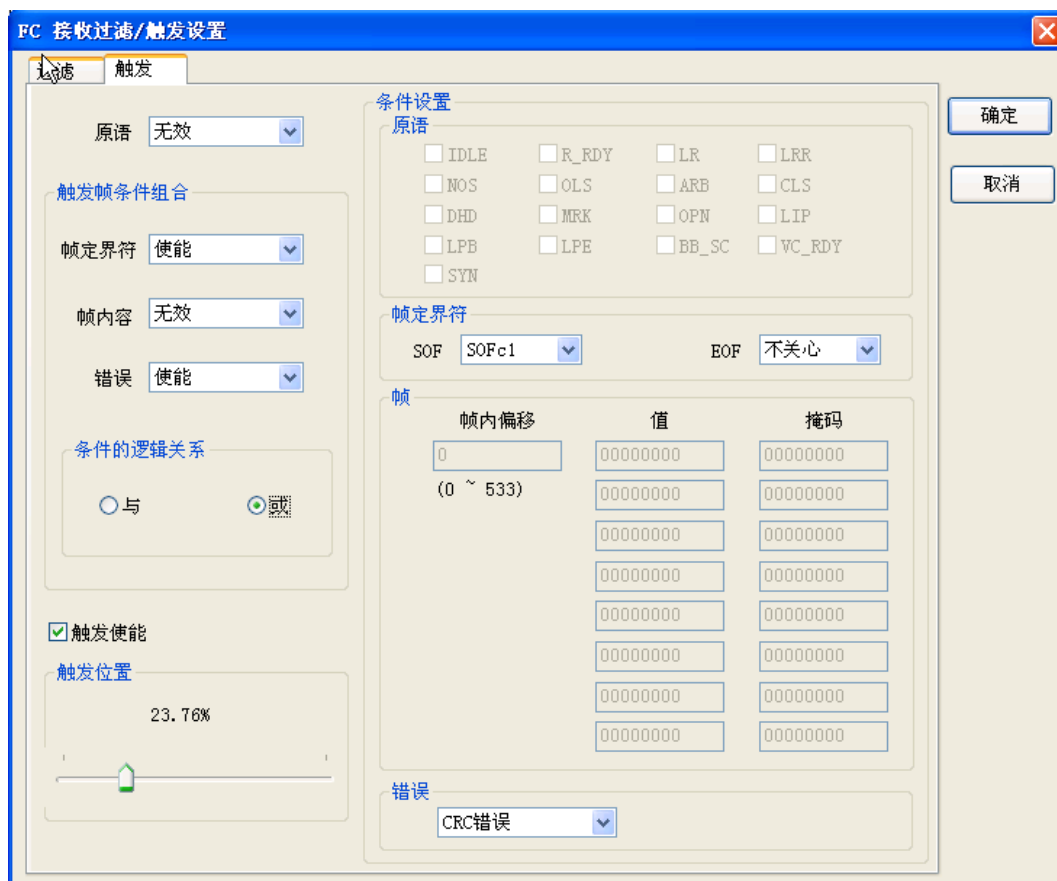 FC 接收过滤/触发设置
过滤 触发
确定
取消
原语 无效
触发帧条件组合
帧定界符 使能
帧内容 无效
错误 使能
条件的逻辑关系
与 或
触发使能
触发位置
23.76%
条件设置
原语
IDLE R_RDY LR LRR
NOS OLS ARB CLS
DHD MRK OPN LIP
LPB LPE BB_SC VC_RDY
SYN
帧定界符
SOF SOFc1 EOF 不关心
帧
帧内偏移 值 掩码
0 00000000 00000000
(0 ~ 533) 00000000 00000000
00000000 00000000
00000000 00000000
00000000 00000000
00000000 00000000
00000000 00000000
00000000 00000000
错误
CRC错误